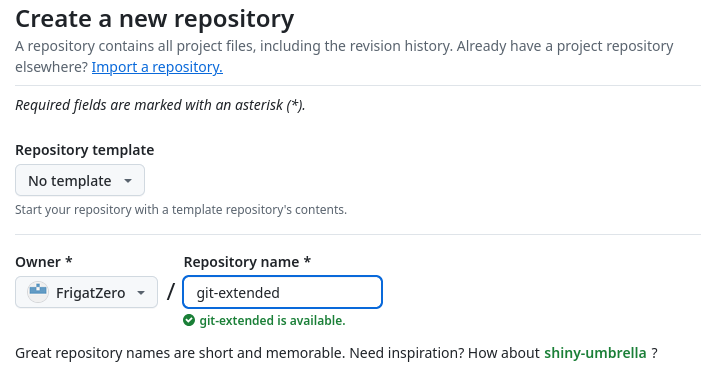 Create a new repository
A repository contains all project files, including the revision history. Already have a project repository
elsewhere? Import a repository.
Required fields are marked with an asterisk (*).
Repository template
No template
Start your repository with a template repository's contents.
Owner * Repository name *
FrigatZero / git-extended
git-extended is available.
Great repository names are short and memorable. Need inspiration? How about shiny-umbrella ?